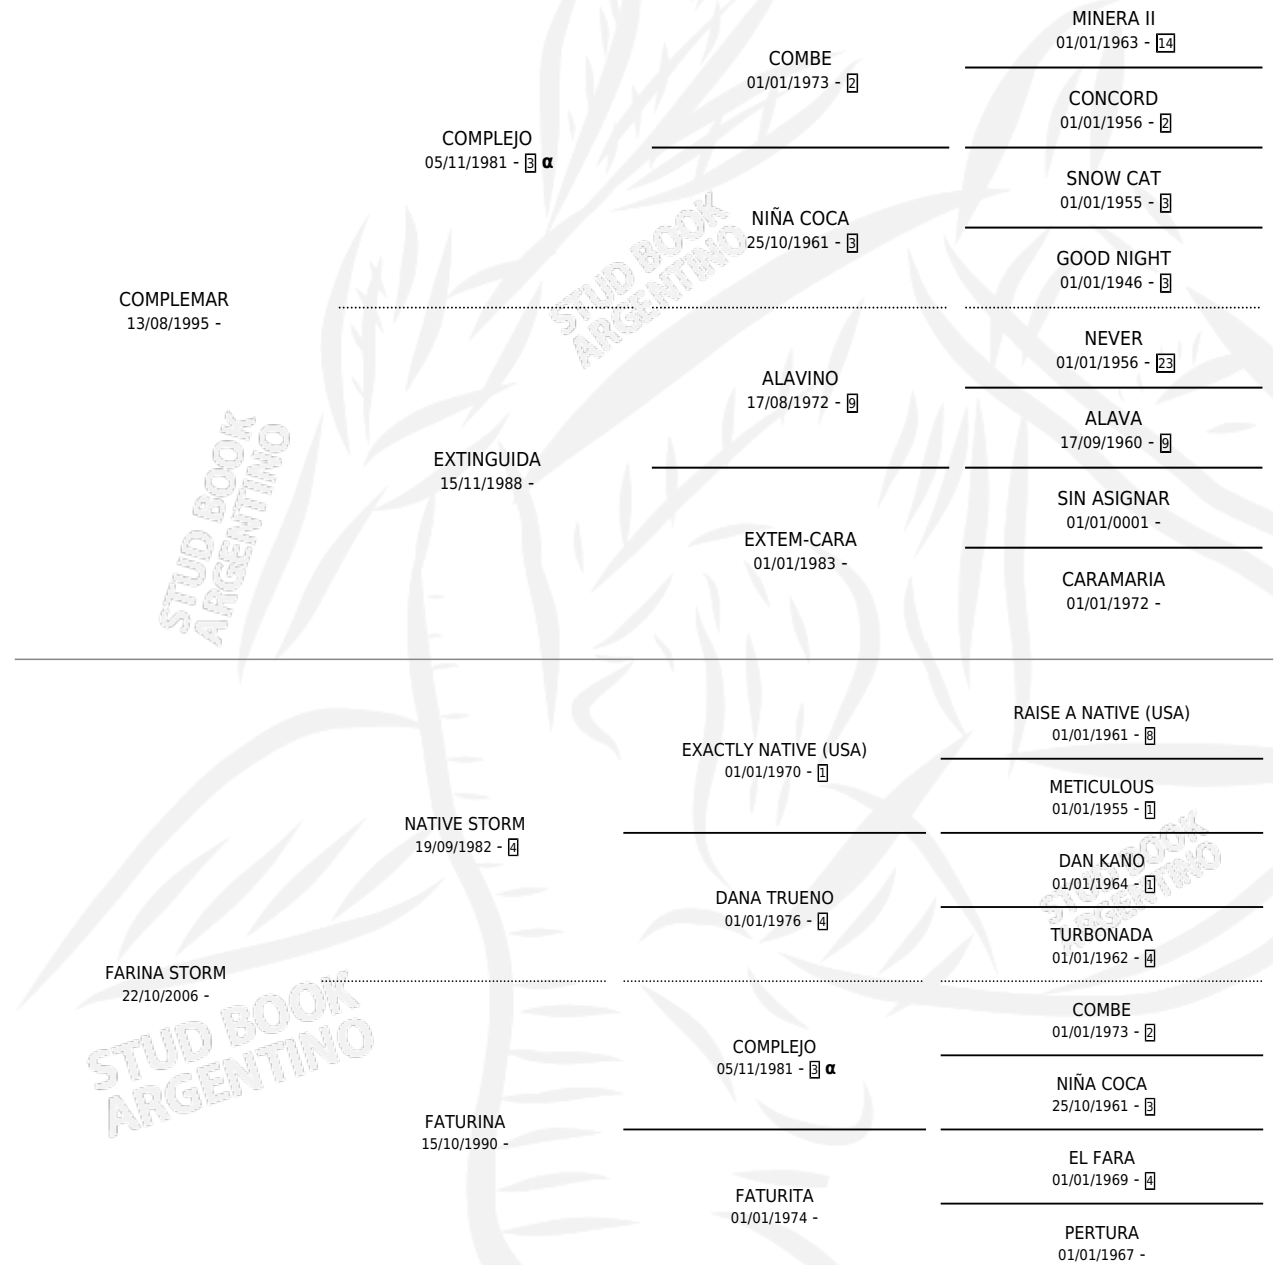 MINERA II
01/01/1963 - 14
COMBE
01/01/1973 - 2
CONCORD
01/01/1956 - 2
COMPLEJO
05/11/1981 - 3 α
SNOW CAT
01/01/1955 - 3
NIÑA COCA
25/10/1961 - 3
GOOD NIGHT
01/01/1946 - 3
COMPLEMAR
13/08/1995 -
NEVER
01/01/1956 - 23
ALAVINO
17/08/1972 - 9
ALAVA
17/09/1960 - 9
EXTINGUIDA
15/11/1988 -
SIN ASIGNAR
01/01/0001 -
EXTEM-CARA
01/01/1983 -
CARAMARIA
01/01/1972 -
RAISE A NATIVE (USA)
01/01/1961 - 8
EXACTLY NATIVE (USA)
01/01/1970 - 1
METICULOUS
01/01/1955 - 1
NATIVE STORM
19/09/1982 - 4
DAN KANO
01/01/1964 - 1
DANA TRUENO
01/01/1976 - 4
TURBONADA
01/01/1962 - 4
FARINA STORM
22/10/2006 -
COMBE
01/01/1973 - 2
COMPLEJO
05/11/1981 - 3 α
NIÑA COCA
25/10/1961 - 3
FATURINA
15/10/1990 -
EL FARA
01/01/1969 - 4
FATURITA
01/01/1974 -
PERTURA
01/01/1967 -
STUD BOOK
ARGENTINO
STUD BOOK
ARGENTINO
STUD BOOK
ARGENTINO
STUD BOOK
ARGENTINO